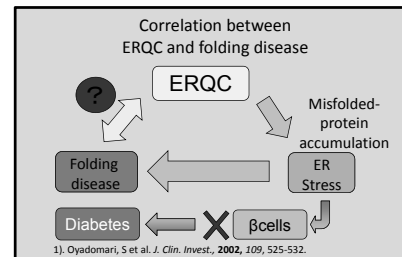 Correlation between
ERQC and folding disease
?
ERQC
Misfolded-
protein
accumulation
Folding
disease
ER
Stress
Diabetes
βcells
1). Oyadomari, S et al. J. Clin. Invest., 2002, 109, 525-532.